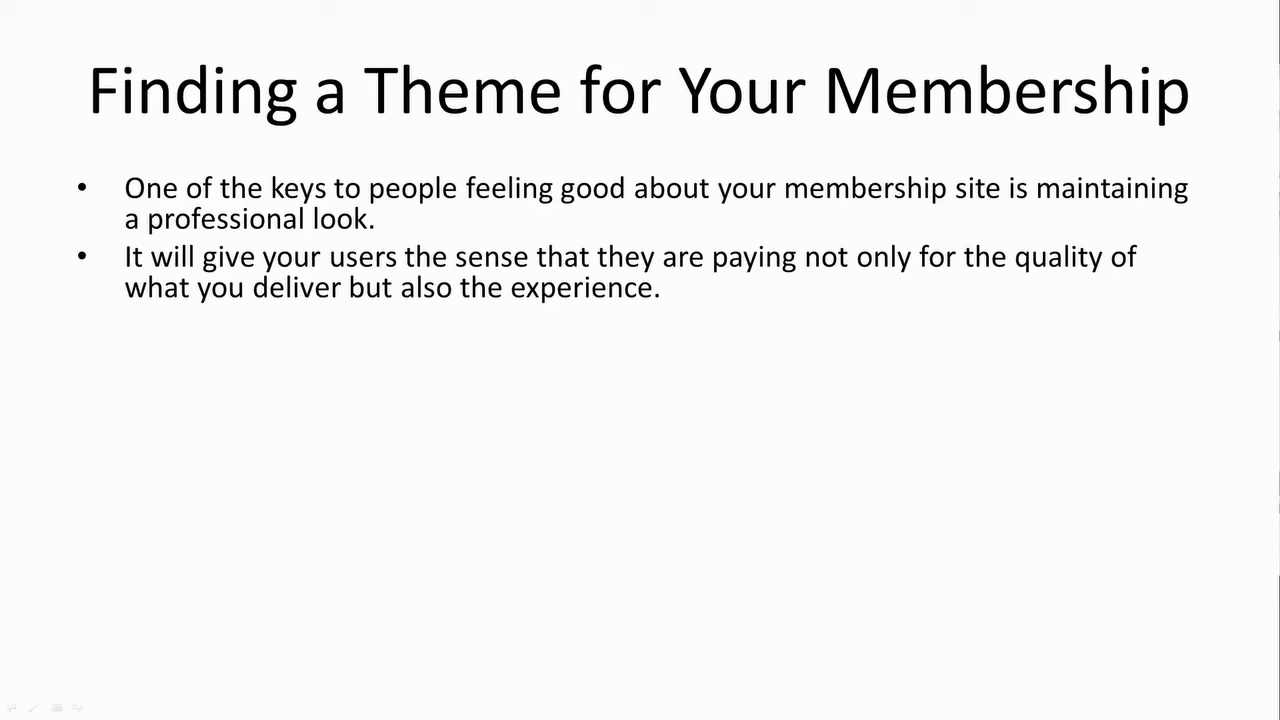 Finding a Theme for Your Membership
• One of the keys to people feeling good about your membership site is maintaining
a professional look.
• It will give your users the sense that they are paying not only for the quality of
what you deliver but also the experience.